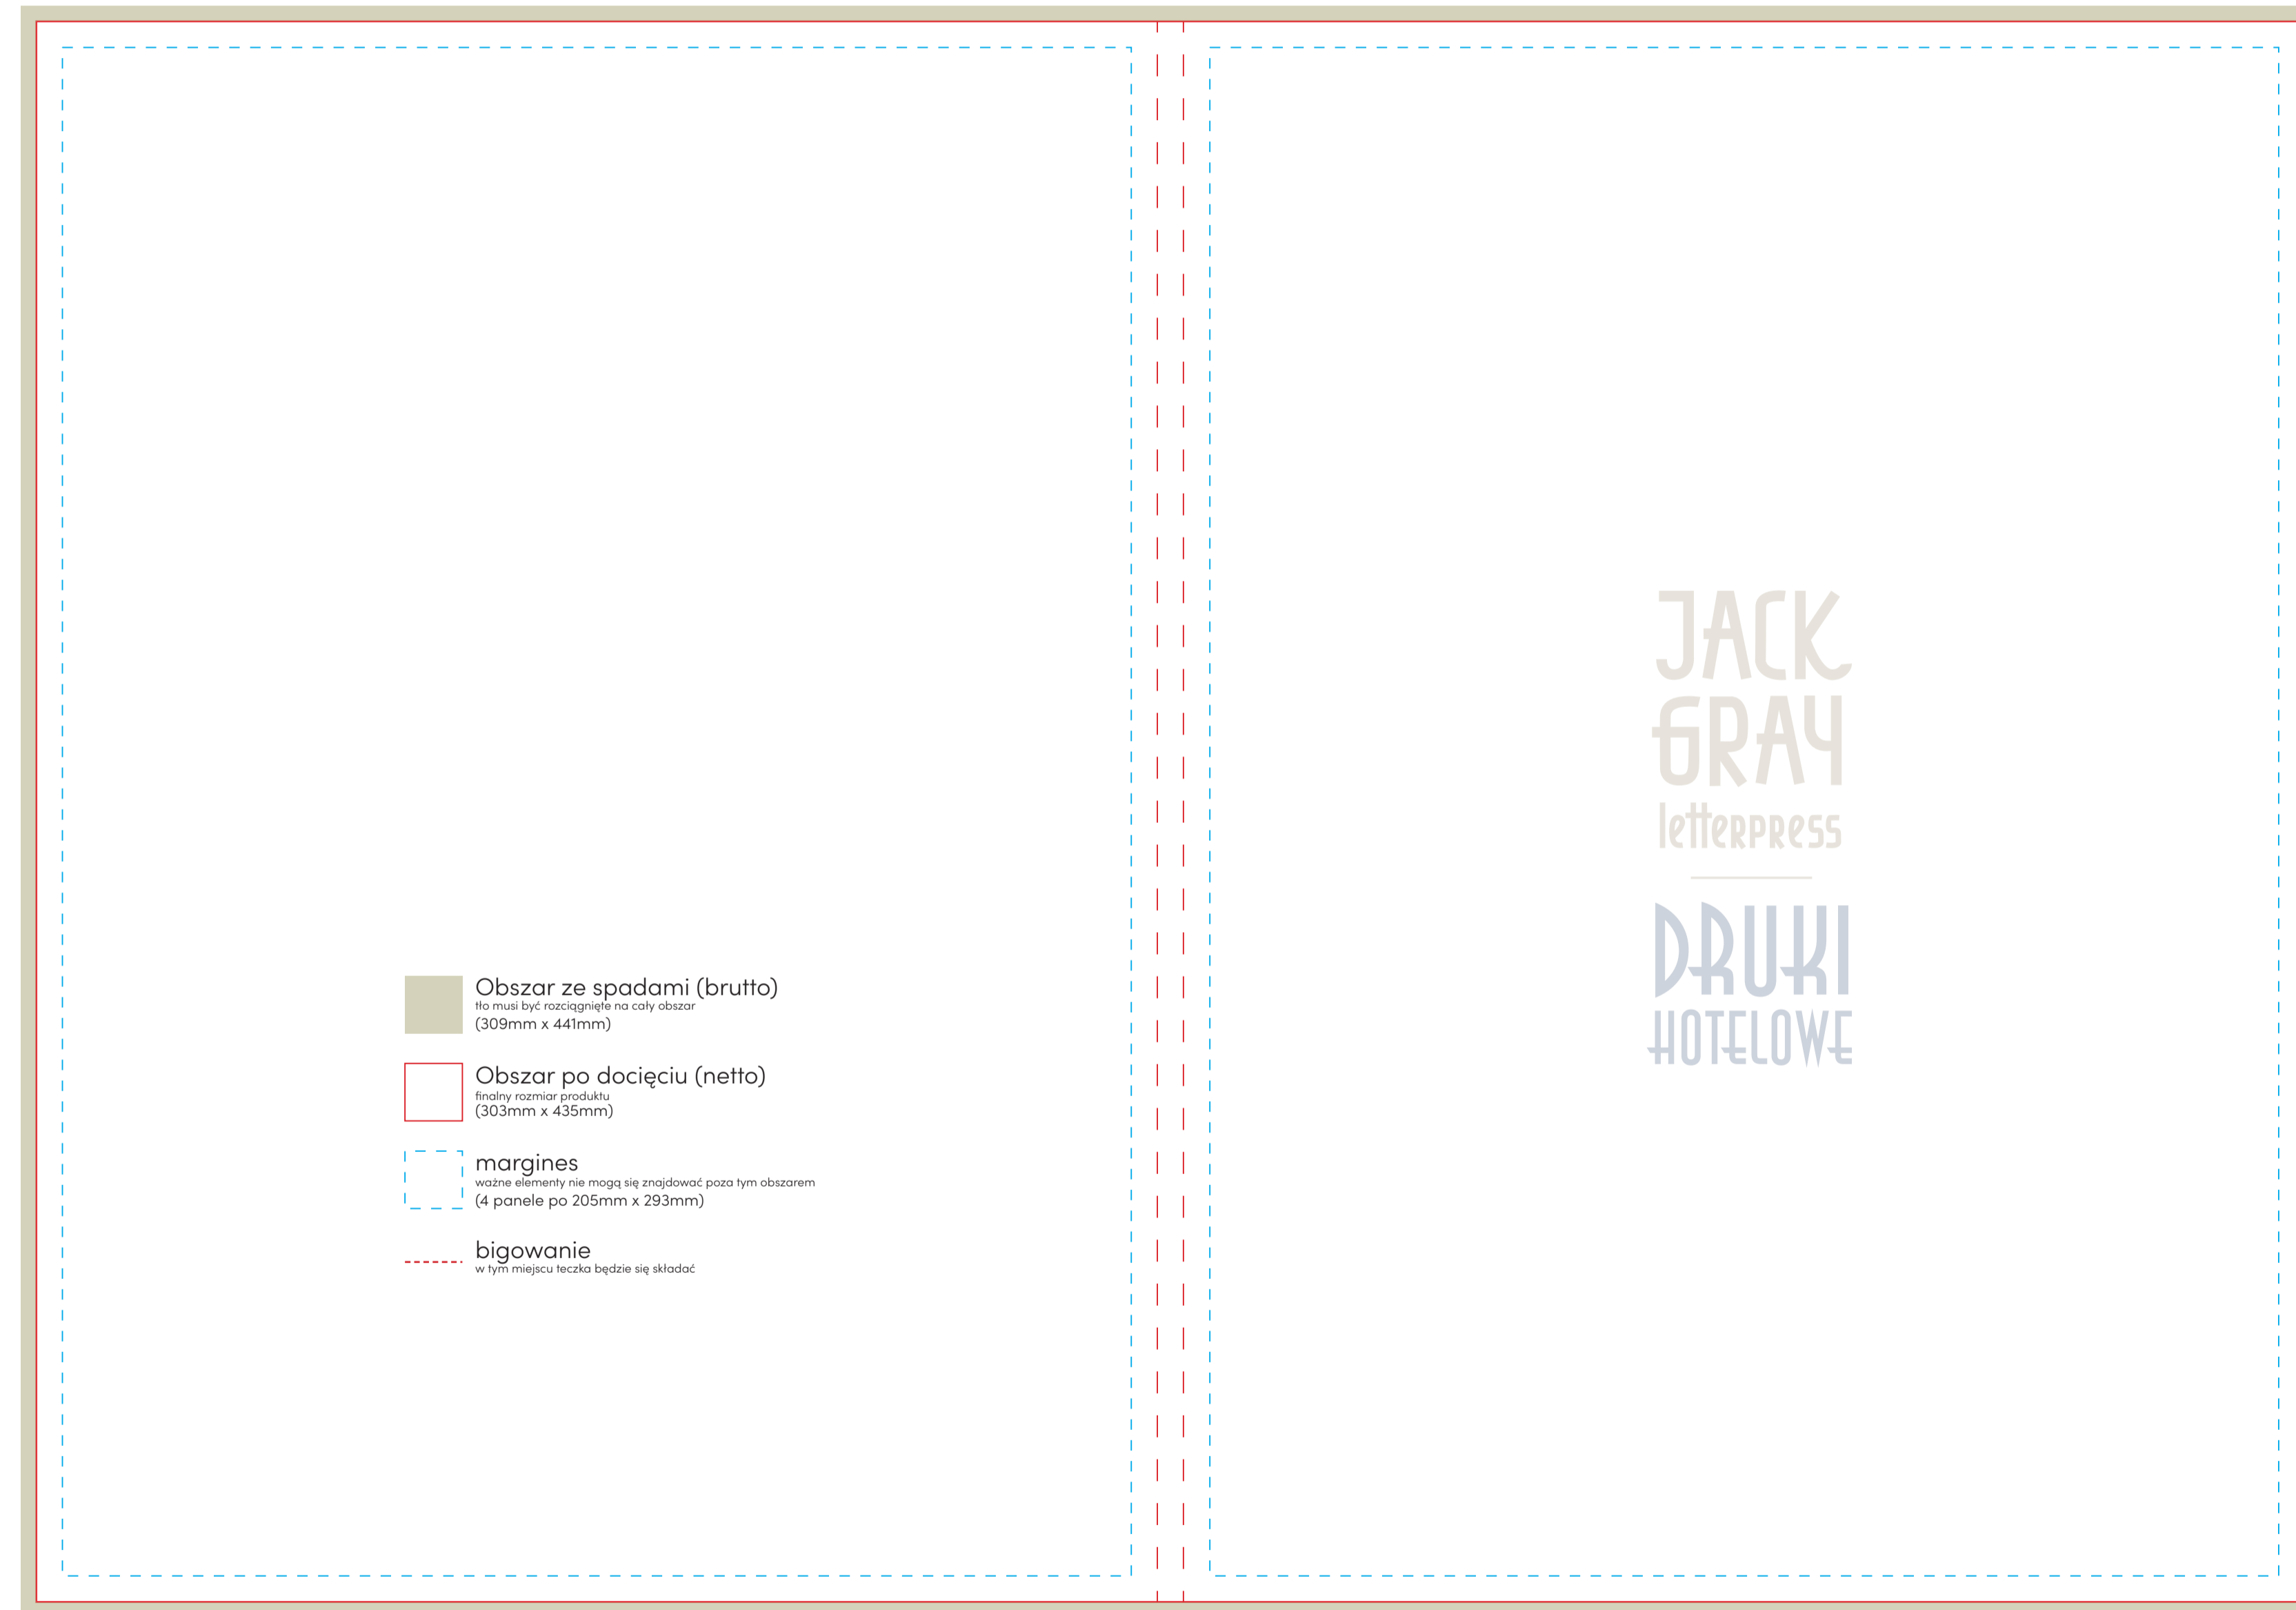 Obszar ze spadami (brutto)
tło musi być rozciągnięte na cały obszar
(309mm x 441mm)
Obszar po docięciu (netto)
finalny rozmiar produktu
(303mm x 435mm)
margines
ważne elementy nie mogą się znajdować poza tym obszarem
(4 panele po 205mm x 293mm)
bigowanie
w tym miejscu teczka będzie się składać
JACK
GRAY
letterpress
DRUKI
HOTELOWE